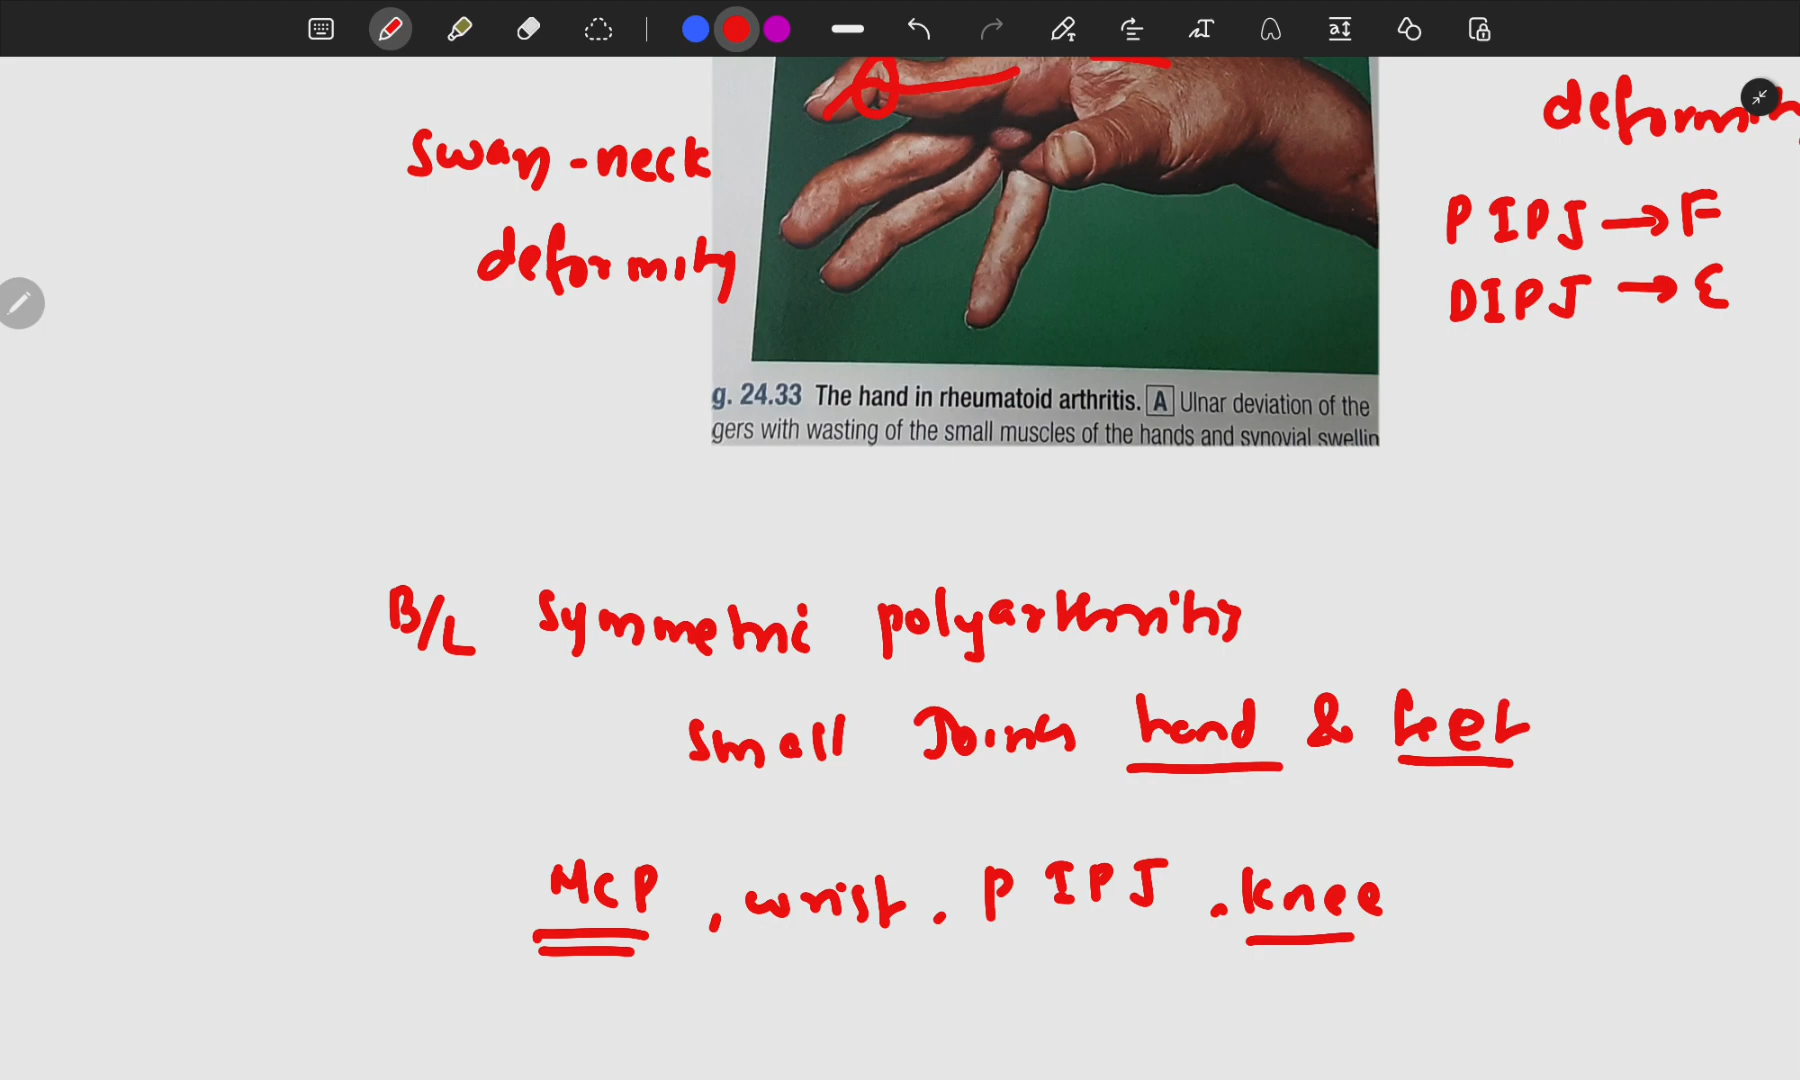 deformity
swan-neck
deformity
PIPJ → F
DIPJ → E
g. 24.33 The hand in rheumatoid arthritis. A Ulnar deviation of the
gers with wasting of the small muscles of the hands and synovial swellin
B/L symmetric polyarthritis
small Joints hand & feet
MCP, wrist, PIPJ, knee